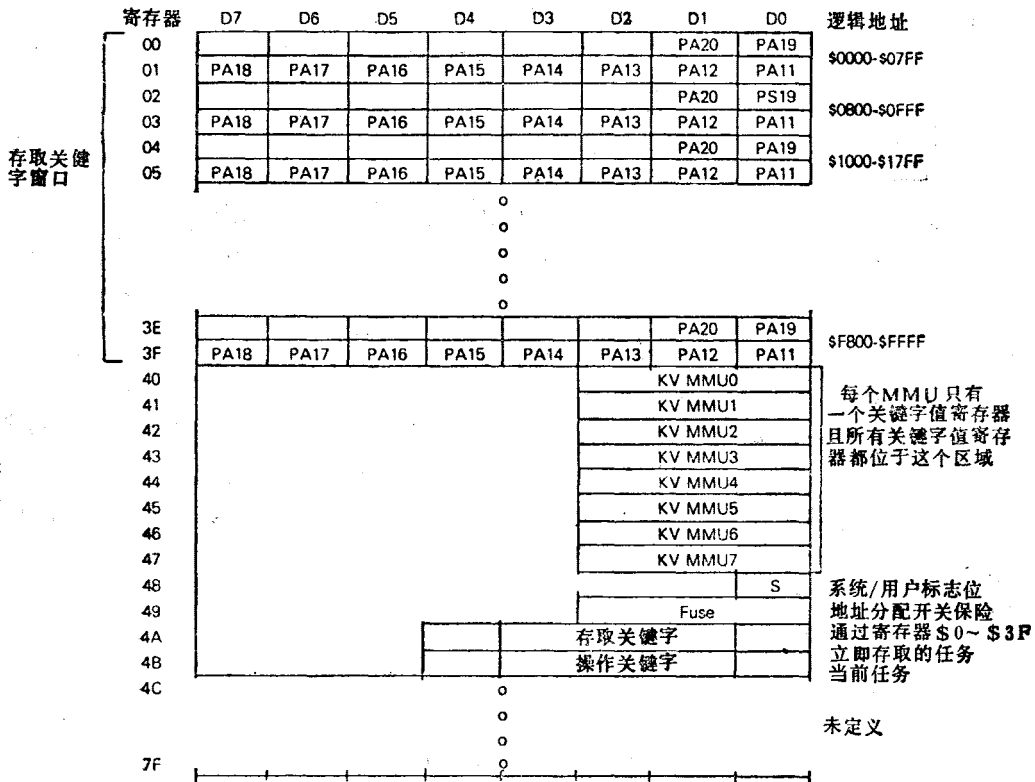 寄存器 D7 D6 D5 D4 D3 D2 D1 D0 逻辑地址
00 PA20 PA19
$0000-$07FF
01 PA18 PA17 PA16 PA15 PA14 PA13 PA12 PA11
02 PA20 PS19
$0800-$0FFF
03 PA18 PA17 PA16 PA15 PA14 PA13 PA12 PA11
04 PA20 PA19
$1000-$17FF
05 PA18 PA17 PA16 PA15 PA14 PA13 PA12 PA11
存取关健
字窗口
3E PA20 PA19
$F800-$FFFF
3F PA18 PA17 PA16 PA15 PA14 PA13 PA12 PA11
40 KV MMU0
41 KV MMU1
42 KV MMU2
43 KV MMU3
44 KV MMU4
45 KV MMU5
46 KV MMU6
47 KV MMU7
每个MMU只有
一个关键字值寄存器
且所有关键字值寄存
器都位于这个区域
48 S 系统/用户标志位
49 Fuse 地址分配开关保险
4A 存取关键字 通过寄存器$0~$3F
立即存取的任务
4B 操作关键字 当前任务
4C
未定义
7F